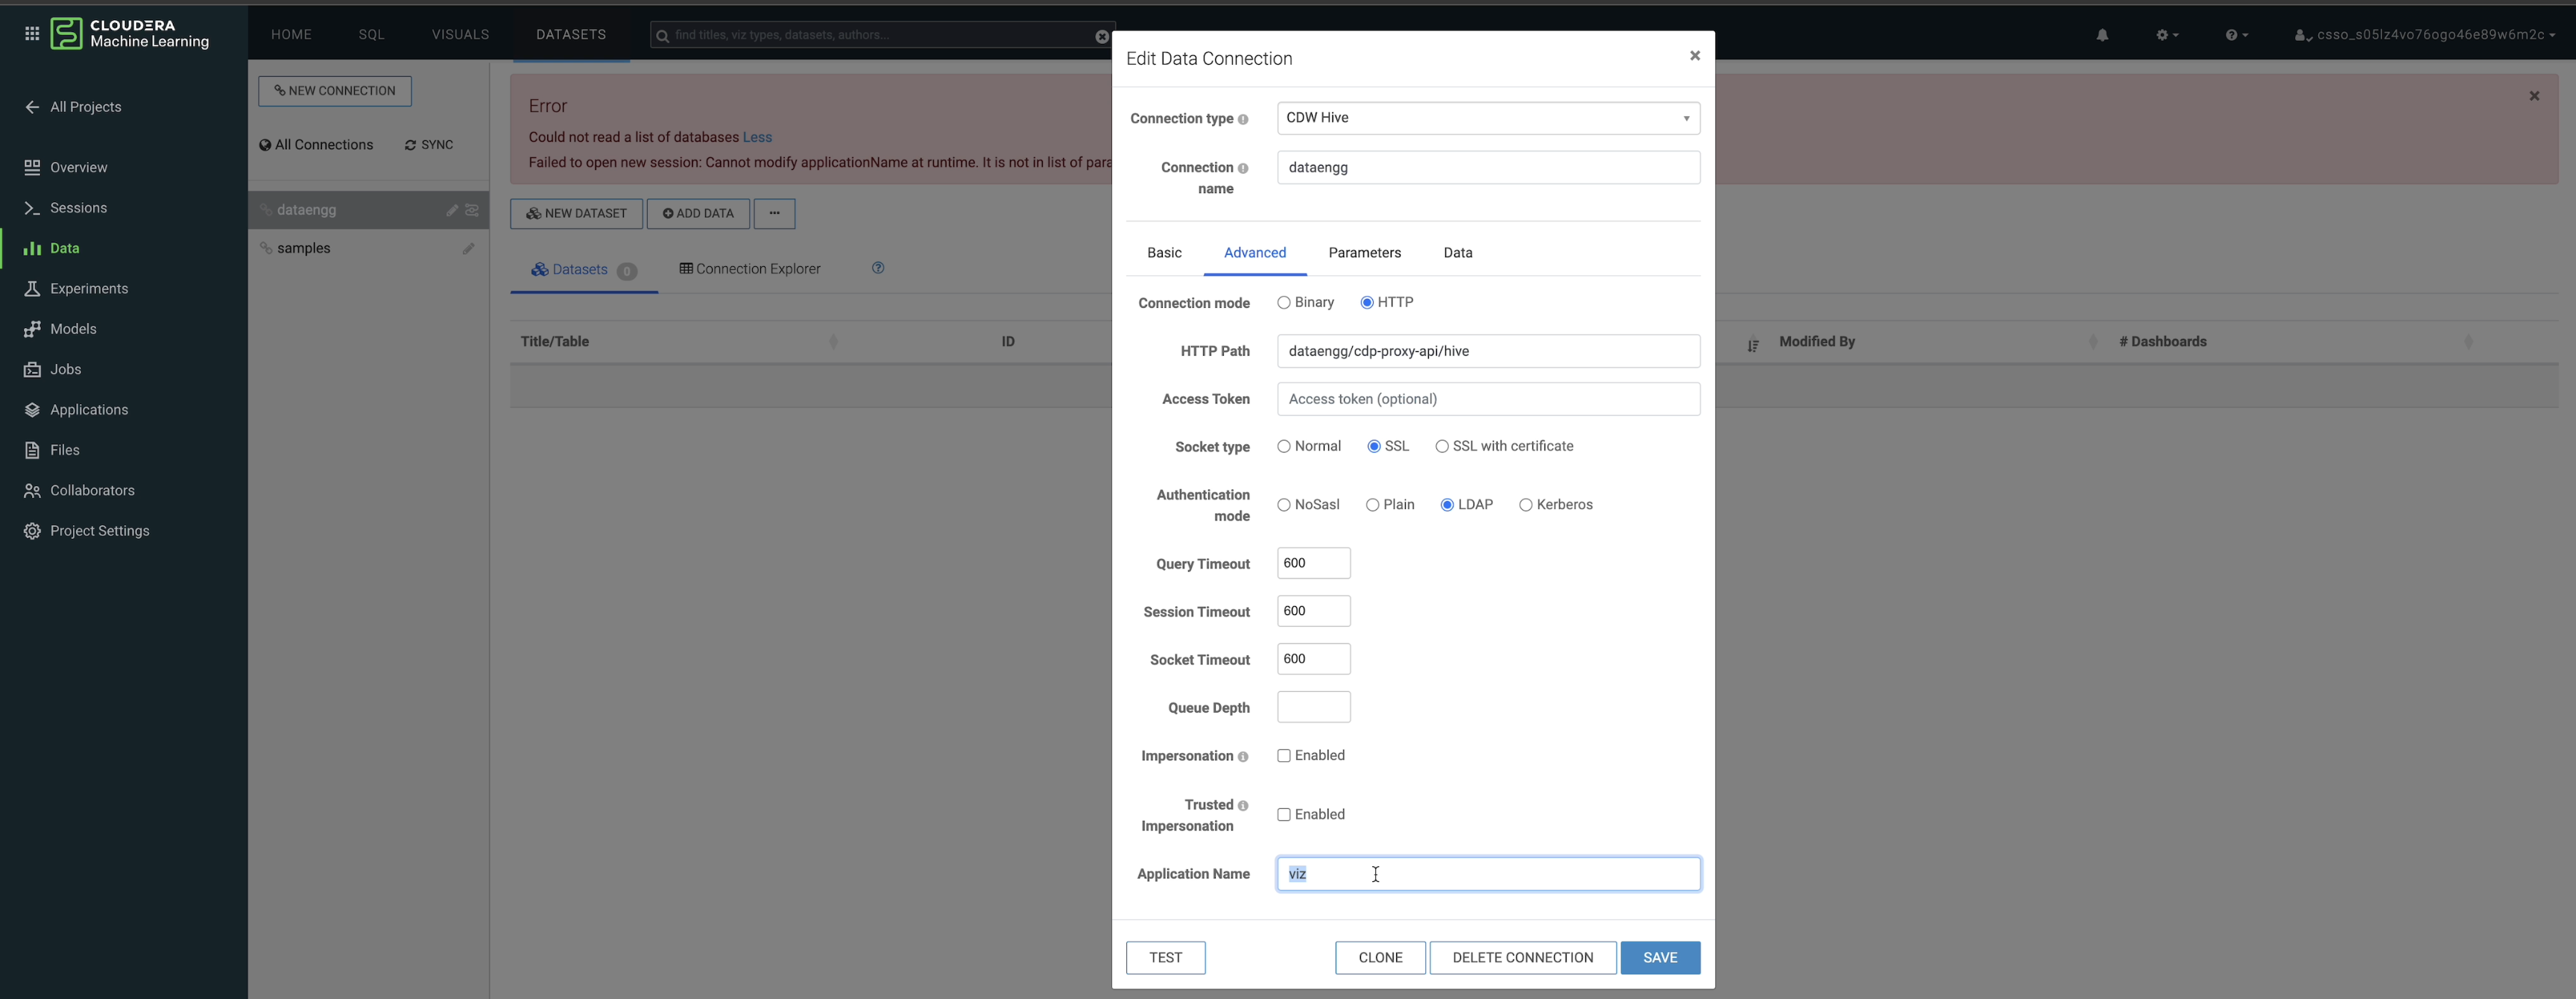 CLOUDERA
Machine Learning
HOME SQL VISUALS DATASETS find titles, viz types, datasets, authors... csso_s05lz4vo76ogo46e89w6m2c
All Projects
Overview
Sessions
Data
Experiments
Models
Jobs
Applications
Files
Collaborators
Project Settings
NEW CONNECTION
All Connections SYNC
dataengg
samples
Error
Could not read a list of databases Less
Failed to open new session: Cannot modify applicationName at runtime. It is not in list of para
NEW DATASET ADD DATA ...
Datasets 0 Connection Explorer ?
Title/Table ID Modified By # Dashboards
Edit Data Connection ×
Connection type CDW Hive
Connection name dataengg
Basic Advanced Parameters Data
Connection mode Binary HTTP
HTTP Path dataengg/cdp-proxy-api/hive
Access Token Access token (optional)
Socket type Normal SSL SSL with certificate
Authentication mode NoSasl Plain LDAP Kerberos
Query Timeout 600
Session Timeout 600
Socket Timeout 600
Queue Depth
Impersonation Enabled
Trusted Impersonation Enabled
Application Name viz
TEST CLONE DELETE CONNECTION SAVE